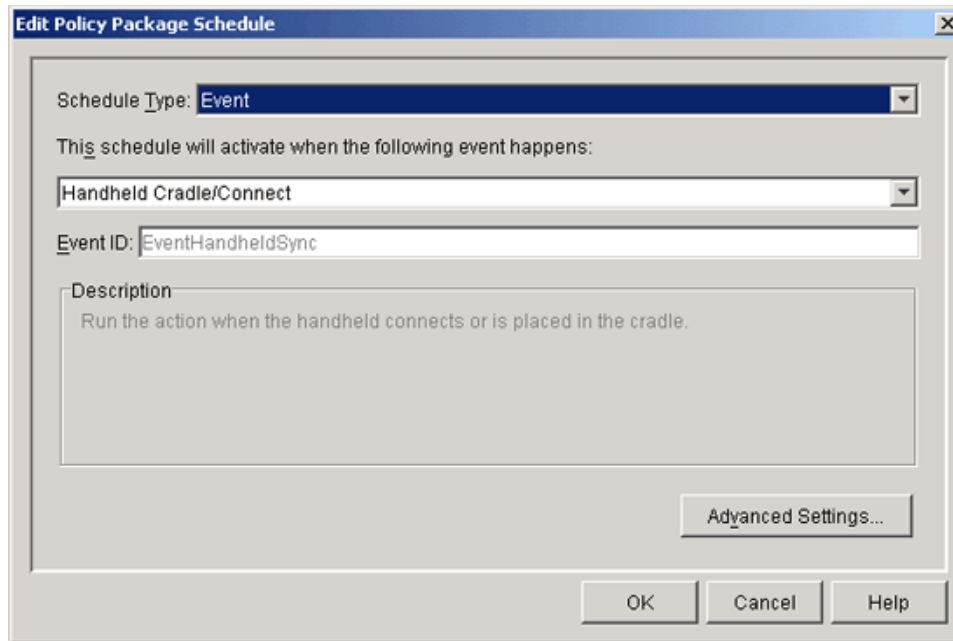 Edit Policy Package Schedule
Schedule Type: Event
This schedule will activate when the following event happens:
Handheld Cradle/Connect
Event ID: EventHandheldSync
Description
Run the action when the handheld connects or is placed in the cradle.
Advanced Settings...
OK Cancel Help